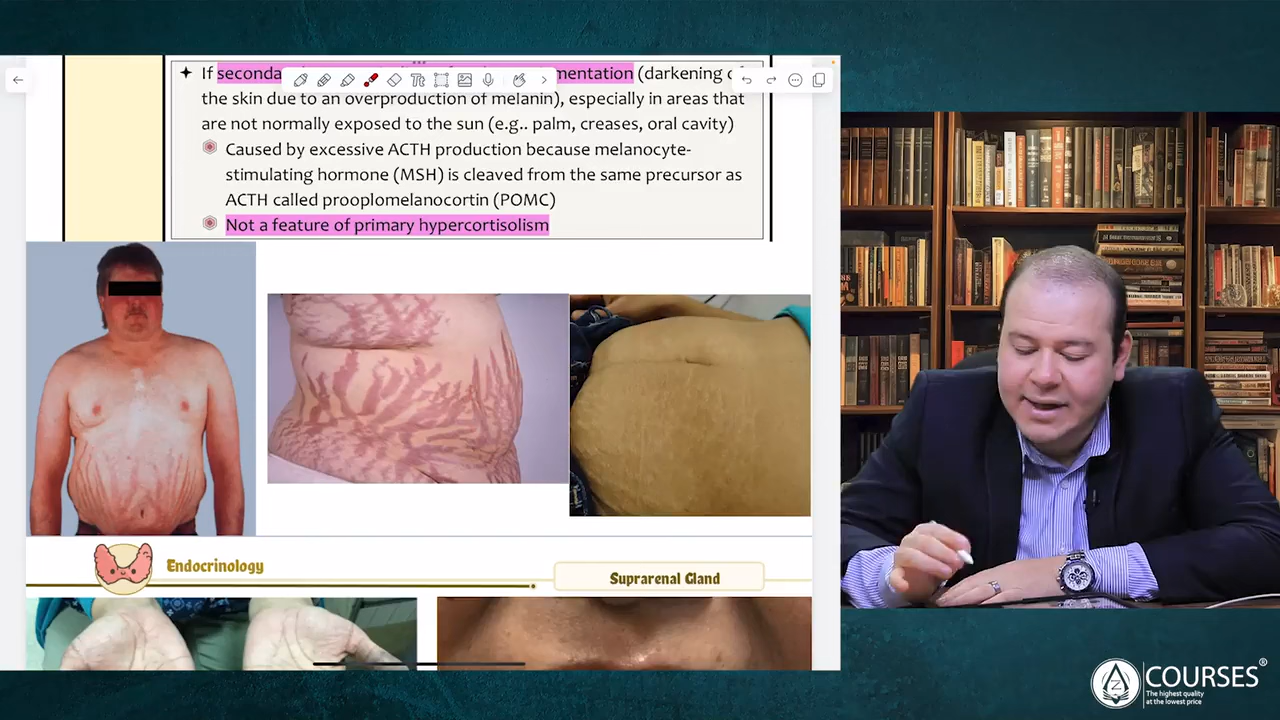 If seconda mentation (darkening of
the skin due to an overproduction of melanin), especially in areas that
are not normally exposed to the sun (e.g.. palm, creases, oral cavity)
Caused by excessive ACTH production because melanocyte-
stimulating hormone (MSH) is cleaved from the same precursor as
ACTH called prooplomelanocortin (POMC)
Not a feature of primary hypercortisolism
Endocrinology
Suprarenal Gland
COURSES®
The highest quality
at the lowest price